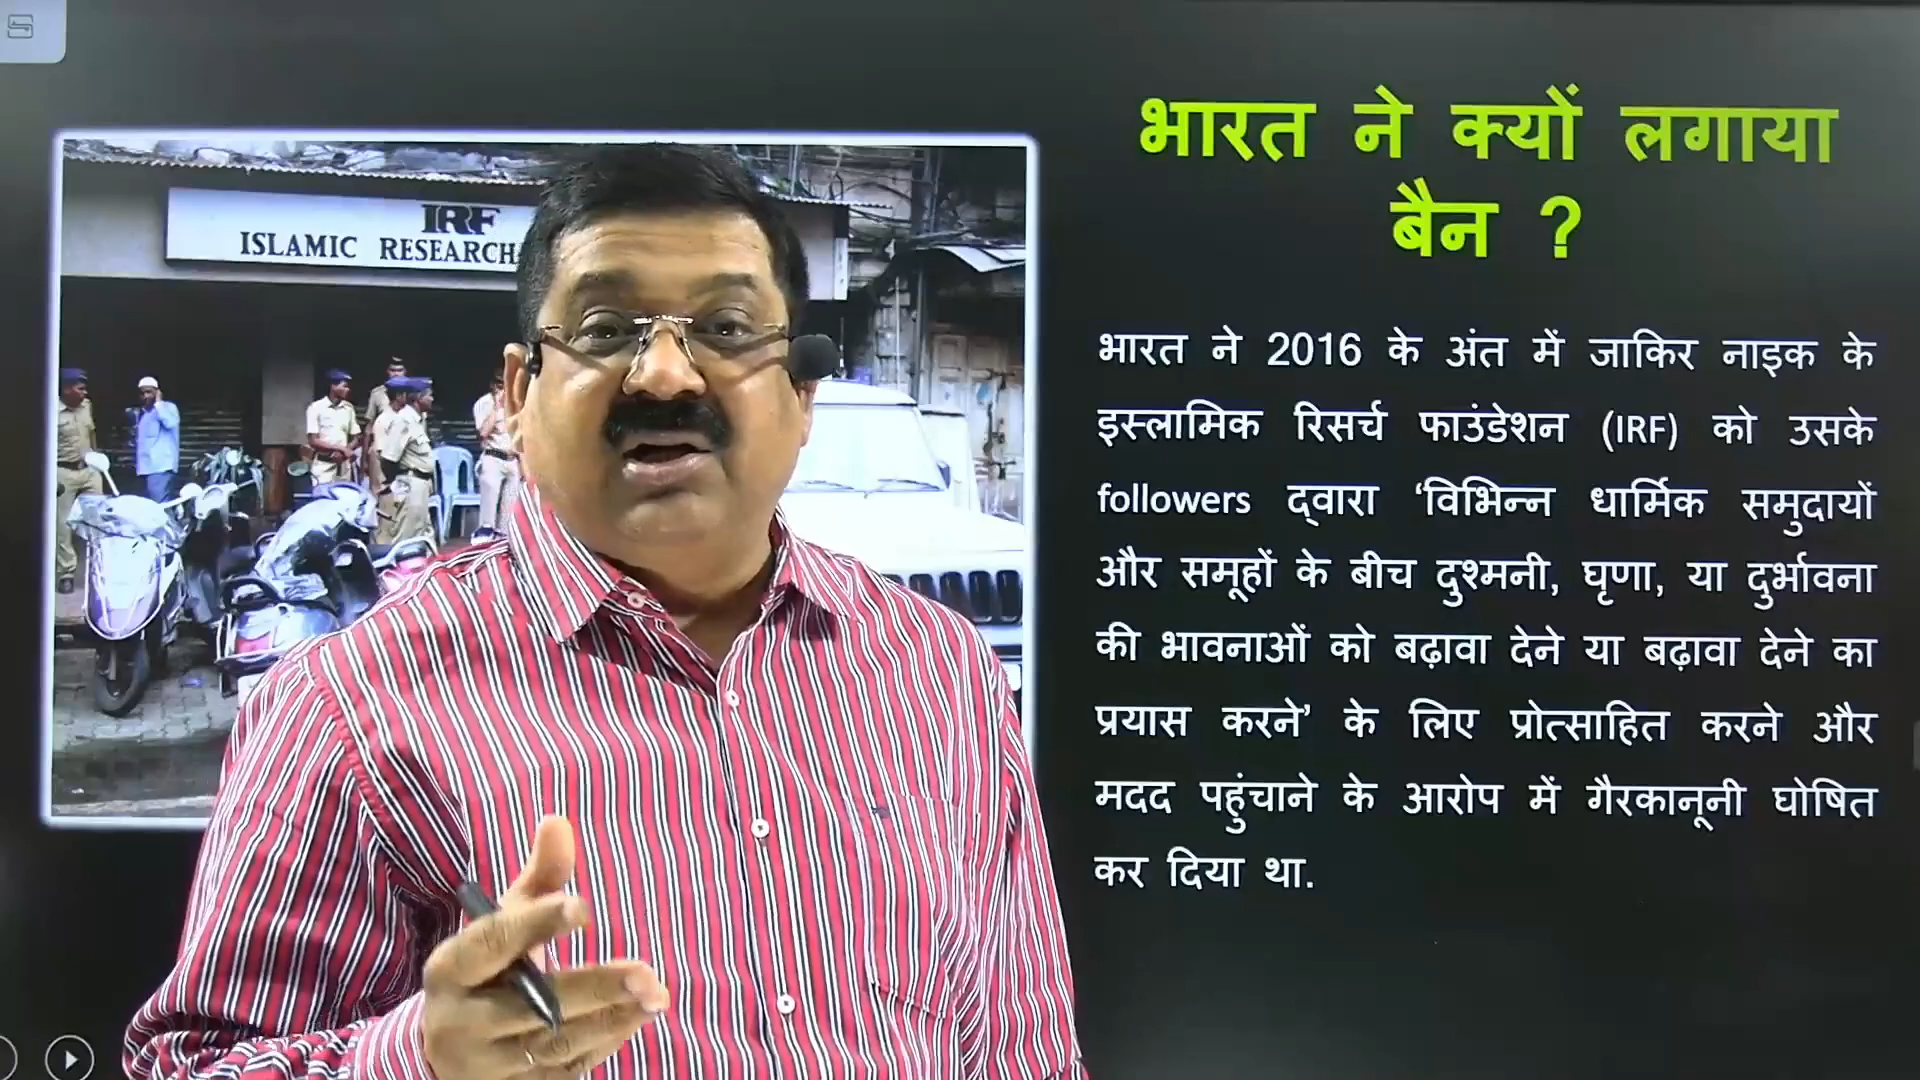 भारत ने क्यों लगाया
बैन ?
IRF
ISLAMIC RESEARCH
भारत ने 2016 के अंत में जाकिर नाइक के
इस्लामिक रिसर्च फाउंडेशन (IRF) को उसके
followers द्वारा ‘विभिन्न धार्मिक समुदायों
और समूहों के बीच दुश्मनी, घृणा, या दुर्भावना
की भावनाओं को बढ़ावा देने या बढ़ावा देने का
प्रयास करने’ के लिए प्रोत्साहित करने और
मदद पहुंचाने के आरोप में गैरकानूनी घोषित
कर दिया था.